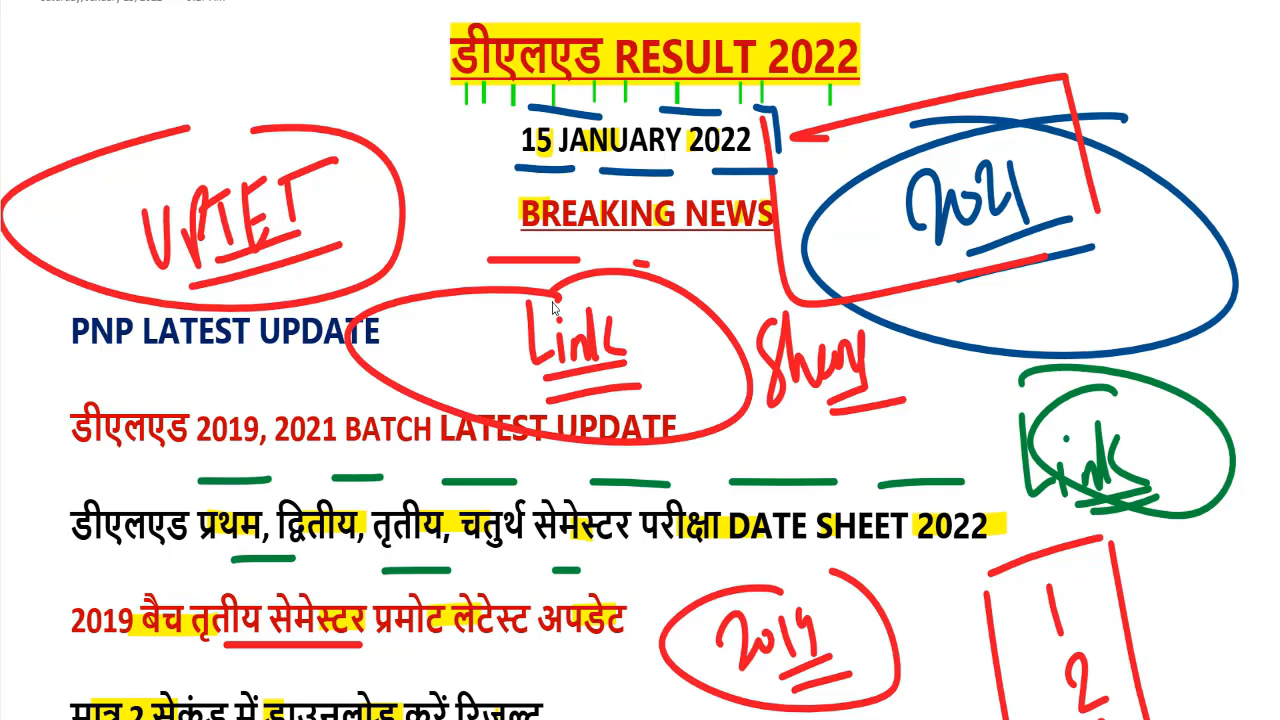 डीएलएड RESULT 2022
15 JANUARY 2022
BREAKING NEWS
UPTET
2021
PNP LATEST UPDATE
Link
डीएलएड 2019, 2021 BATCH LATEST UPDATE
Link
डीएलएड प्रथम, द्वितीय, तृतीय, चतुर्थ सेमेस्टर परीक्षा DATE SHEET 2022
2019 बैच तृतीय सेमेस्टर प्रमोट लेटेस्ट अपडेट
2019
1
2
मात्र 2 सेकंड में डाउनलोड करें रिजल्ट